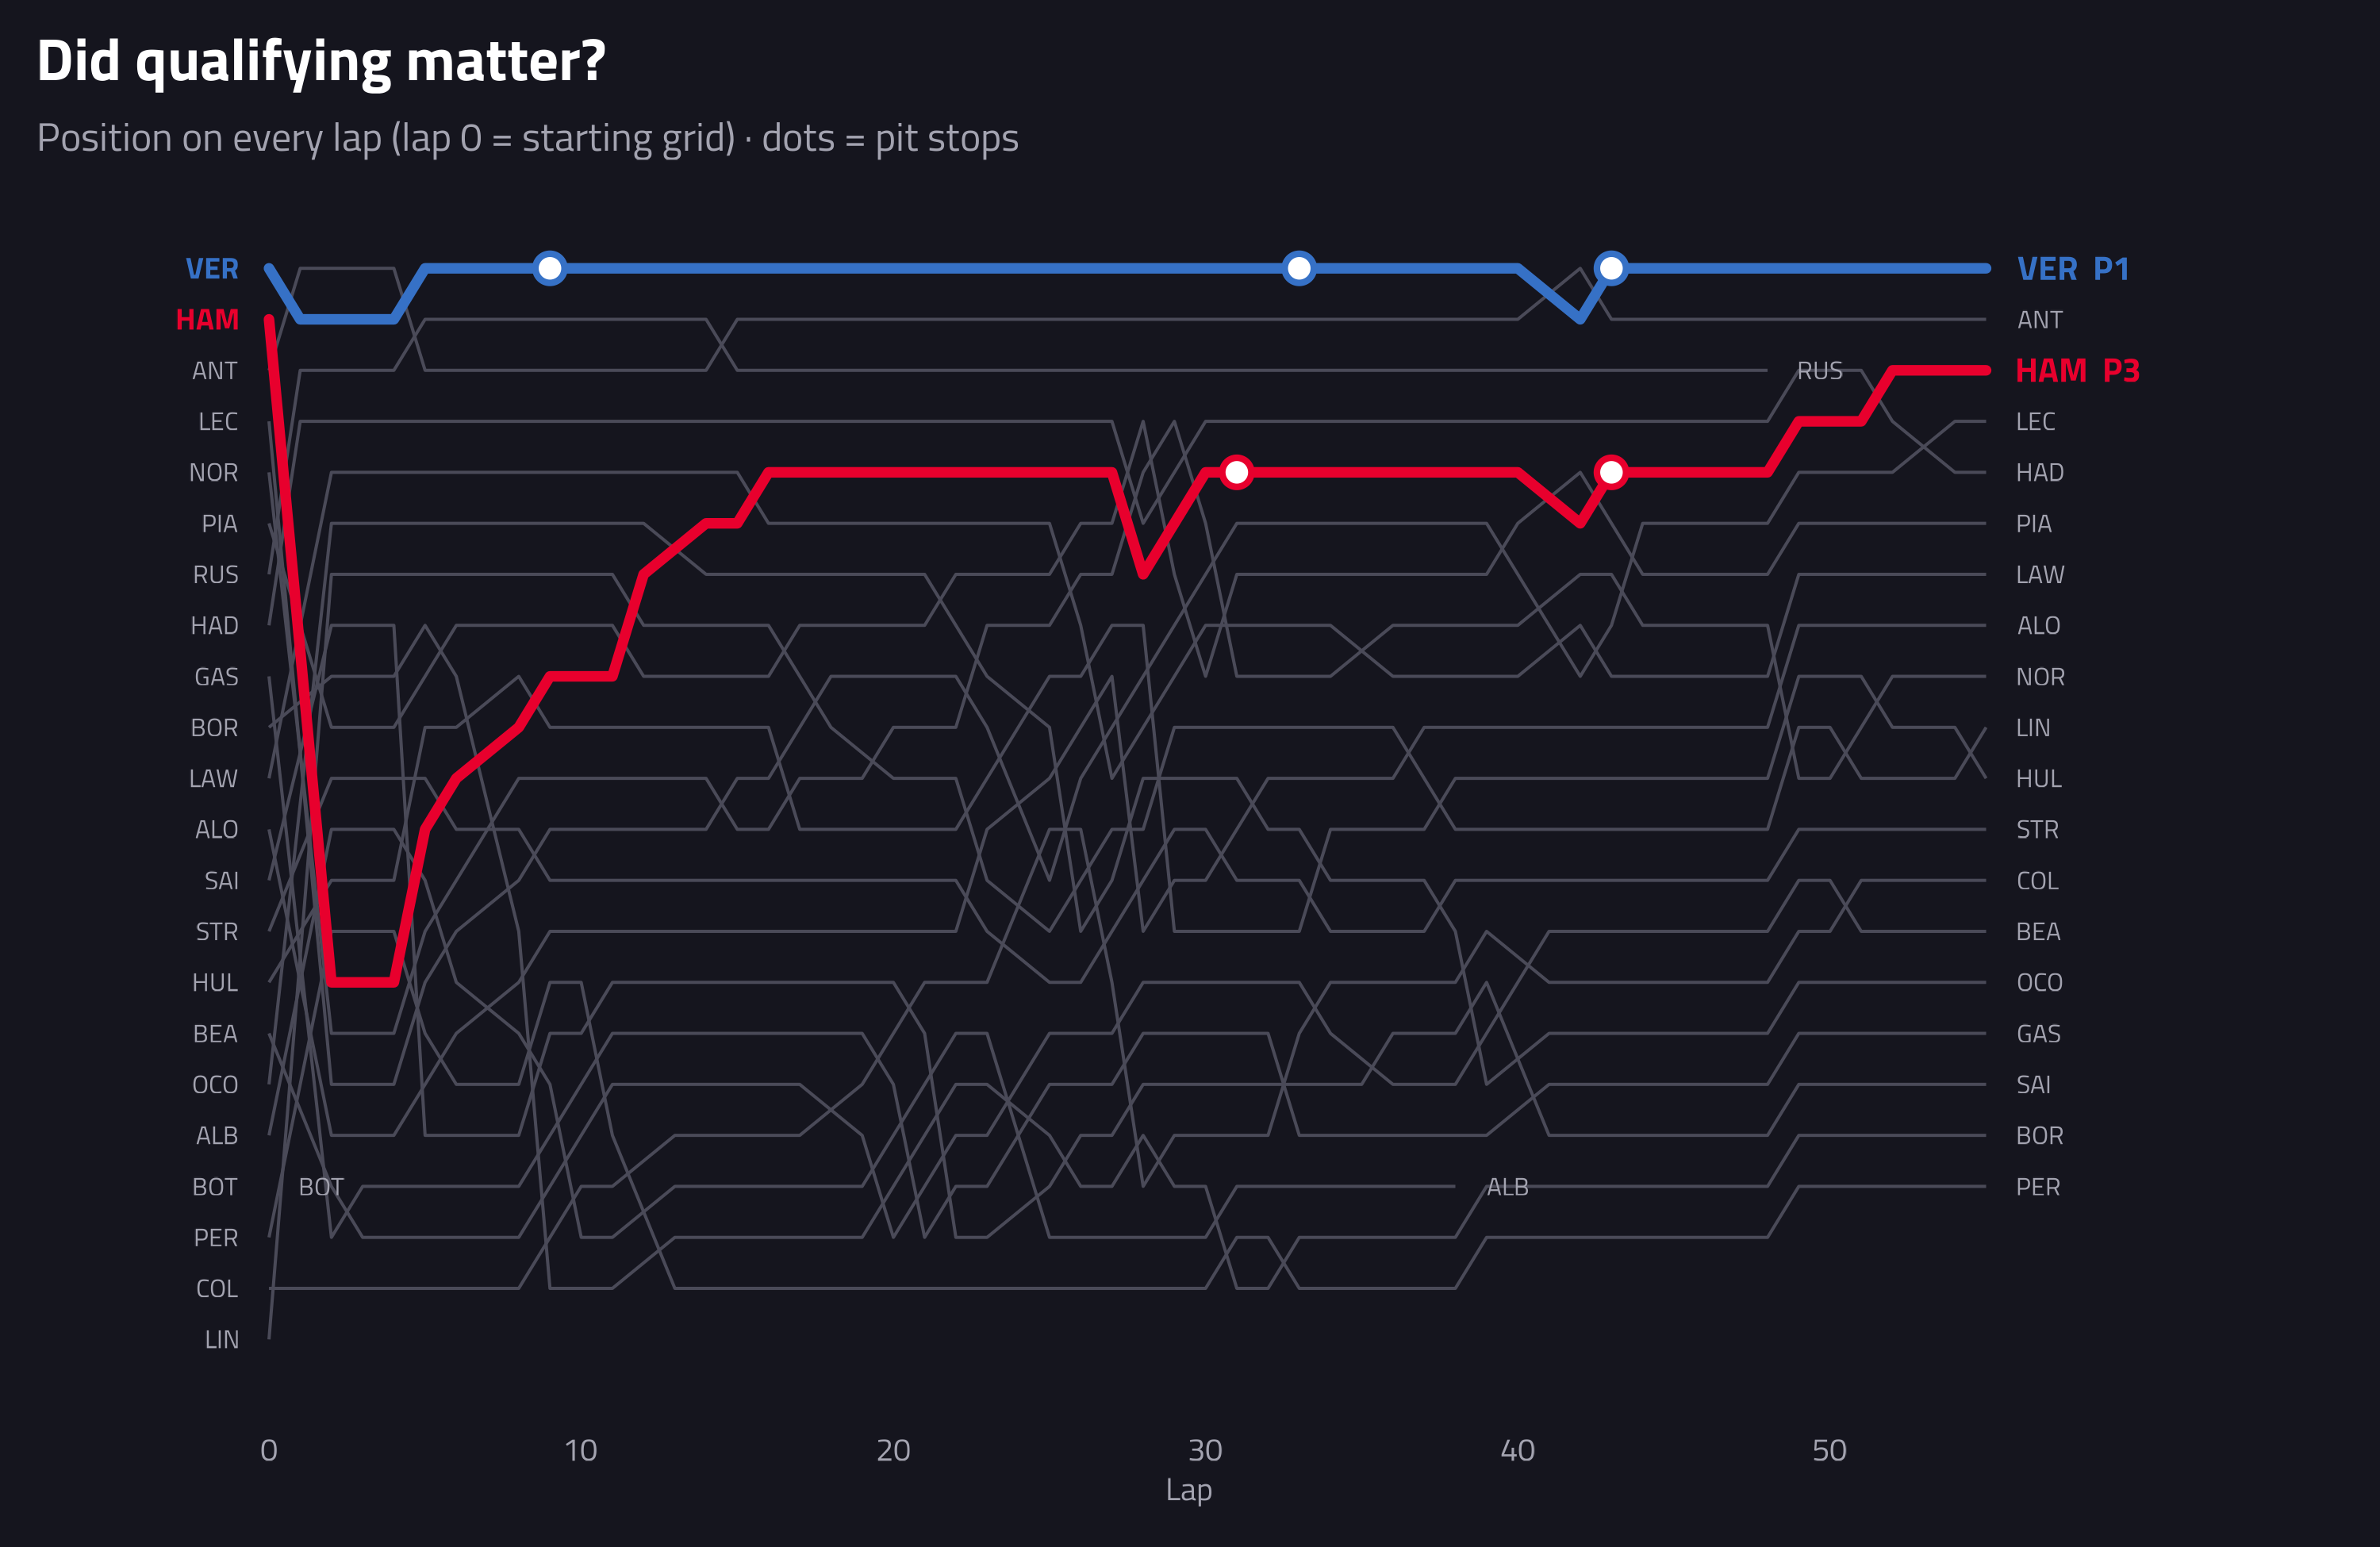 Did qualifying matter?
Position on every lap (lap 0 = starting grid) · dots = pit stops
VER VER P1
HAM ANT
ANT RUS HAM P3
LEC LEC
NOR HAD
PIA PIA
RUS LAW
HAD ALO
GAS NOR
BOR LIN
LAW HUL
ALO STR
SAI COL
STR BEA
HUL OCO
BEA GAS
OCO SAI
ALB BOR
BOT BOT ALB PER
PER
COL
LIN
0 10 20 30 40 50
Lap